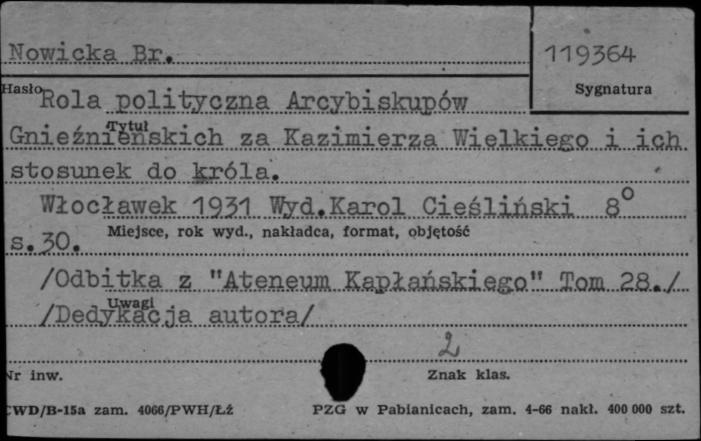 Nowicka Br.
119364
Hasło
Sygnatura
Rola polityczna Arcybiskupów
Tytuł
Gnieźnieńskich za Kazimierza Wielkiego i ich
stosunek do króla.
Włocławek 1931 Wyd.Karol Cieśliński 8°
s.30.
Miejsce, rok wyd., nakładca, format, objętość
/Odbitka z "Ateneum Kapłańskiego" Tom 28./
Uwagi
/Dedykacja autora/
2
Nr inw.
Znak klas.
CWD/B-15a zam. 4066/PWH/Łż PZG w Pabianicach, zam. 4-66 nakł. 400 000 szt.